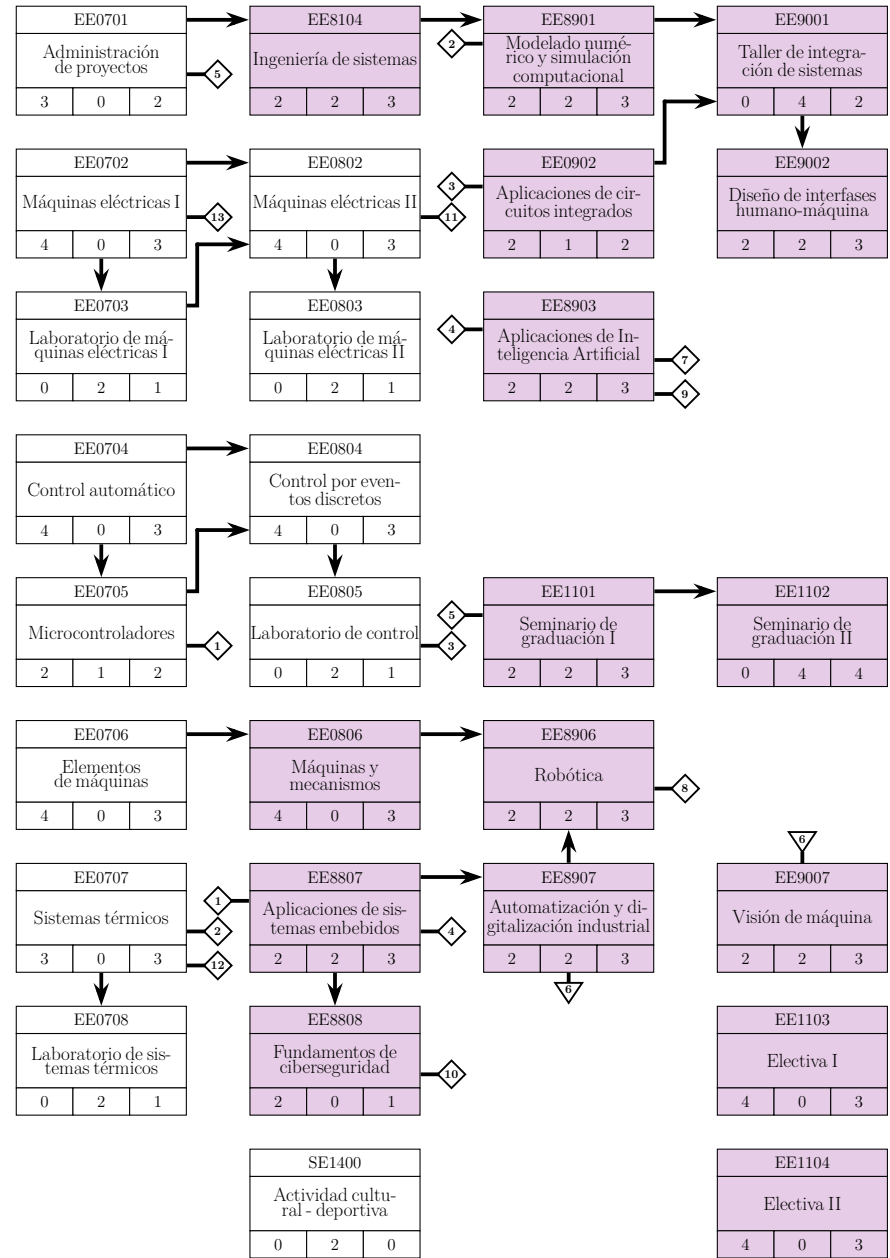 EE0701
Administración
de proyectos
5
3 0 2
EE8104
Ingeniería de sistemas
2 2 3
EE8901
2
Modelado numé-
rico y simulación
computacional
2 2 3
EE9001
Taller de integra-
ción de sistemas
0 4 2
EE0702
Máquinas eléctricas I
13
4 0 3
EE0802
Máquinas eléctricas II
11
4 0 3
EE0902
3
Aplicaciones de cir-
cuitos integrados
2 1 2
EE9002
Diseño de interfases
humano-máquina
2 2 3
EE0703
Laboratorio de má-
quinas eléctricas I
0 2 1
EE0803
Laboratorio de má-
quinas eléctricas II
0 2 1
EE8903
4
Aplicaciones de In-
teligencia Artificial
7
2 2 3
9
EE0704
Control automático
4 0 3
EE0804
Control por even-
tos discretos
4 0 3
EE0705
Microcontroladores
1
2 1 2
EE0805
Laboratorio de control
3
0 2 1
EE1101
5
Seminario de
graduación I
2 2 3
EE1102
Seminario de
graduación II
0 4 4
EE0706
Elementos
de máquinas
4 0 3
EE0806
Máquinas y
mecanismos
4 0 3
EE8906
Robótica
8
2 2 3
EE0707
Sistemas térmicos
2
3 0 3
12
EE8807
1
Aplicaciones de sis-
temas embebidos
4
2 2 3
EE8907
Automatización y di-
gitalización industrial
2 2 3
6
6
EE9007
Visión de máquina
2 2 3
EE0708
Laboratorio de sis-
temas térmicos
0 2 1
EE8808
Fundamentos de
ciberseguridad
10
2 0 1
EE1103
Electiva I
4 0 3
SE1400
Actividad cultu-
ral - deportiva
0 2 0
EE1104
Electiva II
4 0 3